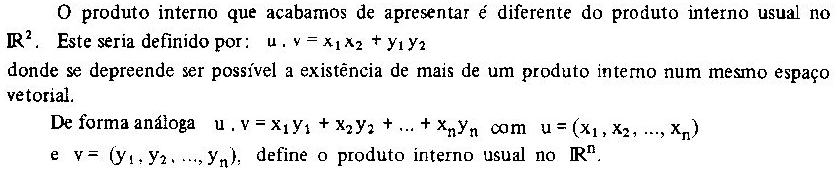 O produto interno que acabamos de apresentar é diferente do produto interno usual no
ℝ². Este seria definido por: u . v = x₁x₂ + y₁y₂
donde se depreende ser possível a existência de mais de um produto interno num mesmo espaço
vetorial.
De forma análoga u . v = x₁y₁ + x₂y₂ + ... + xₙyₙ com u = (x₁, x₂, ..., xₙ)
e v = (y₁, y₂, ..., yₙ), define o produto interno usual no ℝⁿ.